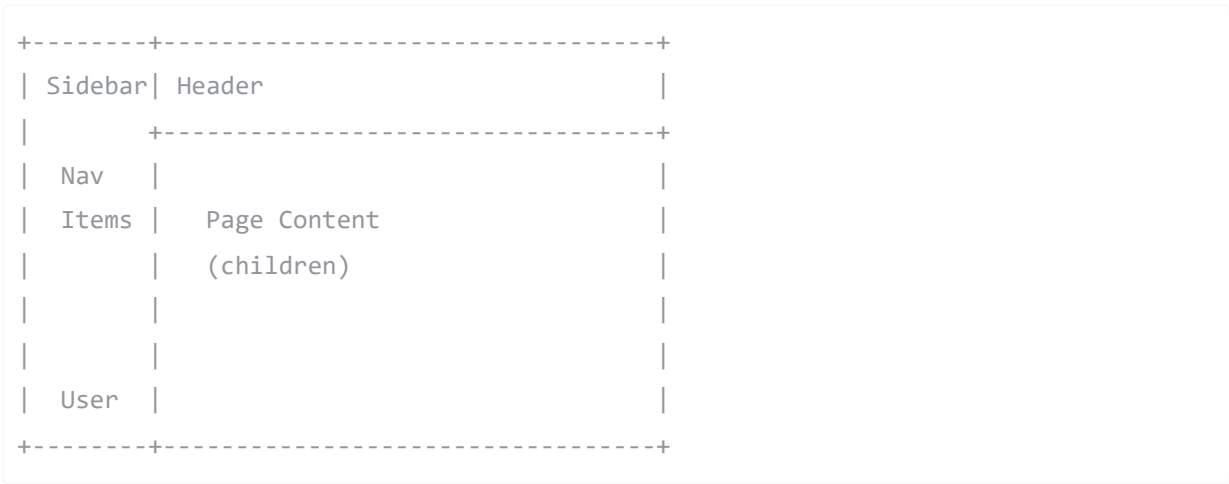 +--------+----------------------------------+
| Sidebar| Header                           |
|        +----------------------------------+
|  Nav   |                                  |
|  Items |   Page Content                   |
|        |   (children)                     |
|        |                                  |
|        |                                  |
|  User  |                                  |
+--------+----------------------------------+